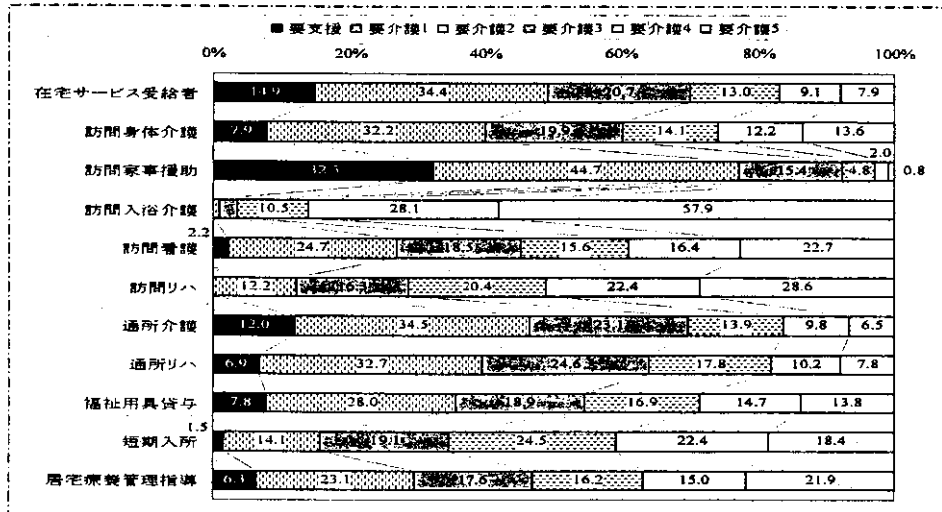 ■要支援 □要介護1 □要介護2 □要介護3 □要介護4 □要介護5
0% 20% 40% 60% 80% 100%
在宅サービス受給者 14.9 34.4 20.7 13.0 9.1 7.9
訪問身体介護 7.9 32.2 19.9 14.1 12.2 13.6
2.0
訪問家事援助 32.3 44.7 15.4 4.8 0.8
訪問入浴介護 10.5 28.1 57.9
2.2
訪問看護 24.7 18.5 15.6 16.4 22.7
訪問リハ 12.2 16.3 20.4 22.4 28.6
通所介護 12.0 34.5 23.1 13.9 9.8 6.5
通所リハ 6.9 32.7 24.6 17.8 10.2 7.8
福祉用具貸与 7.8 28.0 18.9 16.9 14.7 13.8
1.5
短期入所 14.1 19.1 24.5 22.4 18.4
居宅療養管理指導 6.3 23.1 17.6 16.2 15.0 21.9